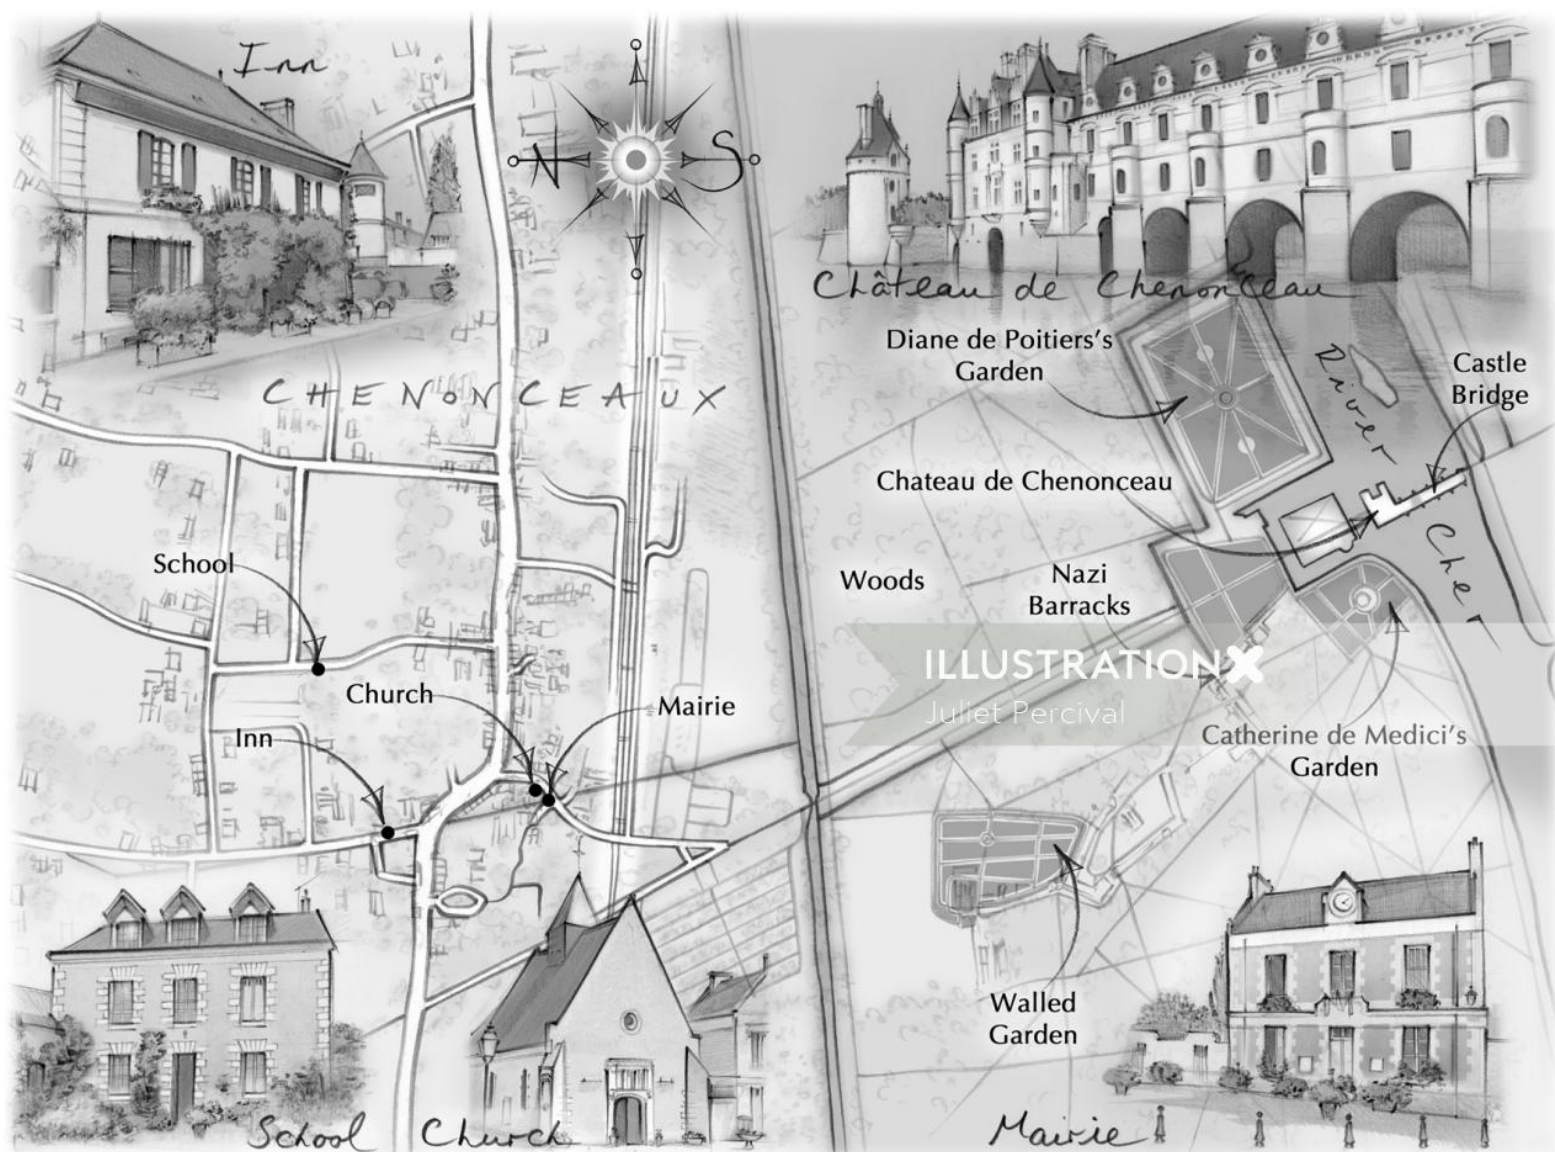 Inn
N S
Château de Chenonceau
Diane de Poitiers's
Garden
River
Castle
Bridge
CHENONCEAUX
Chateau de Chenonceau
Cher
School
Woods
Nazi
Barracks
ILLUSTRATIONX
Juliet Percival
Church
Mairie
Inn
Catherine de Medici's
Garden
Walled
Garden
School
Church
Mairie